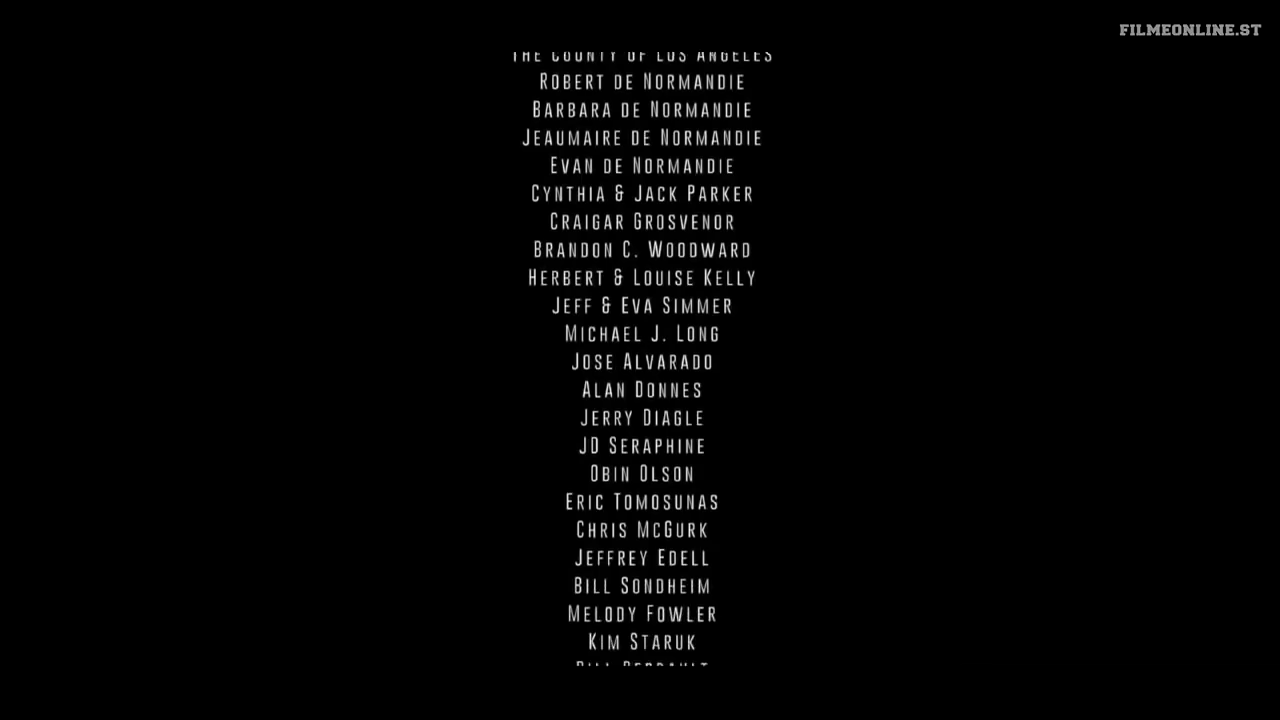 FILMEONLINE.ST
THE COUNTY OF LOS ANGELES
ROBERT DE NORMANDIE
BARBARA DE NORMANDIE
JEAUMAIRE DE NORMANDIE
EVAN DE NORMANDIE
CYNTHIA & JACK PARKER
CRAIGAR GROSVENOR
BRANDON C. WOODWARD
HERBERT & LOUISE KELLY
JEFF & EVA SIMMER
MICHAEL J. LONG
JOSE ALVARADO
ALAN DONNES
JERRY DIAGLE
JD SERAPHINE
OBIN OLSON
ERIC TOMOSUNAS
CHRIS MCGURK
JEFFREY EDELL
BILL SONDHEIM
MELODY FOWLER
KIM STARUK
BILL